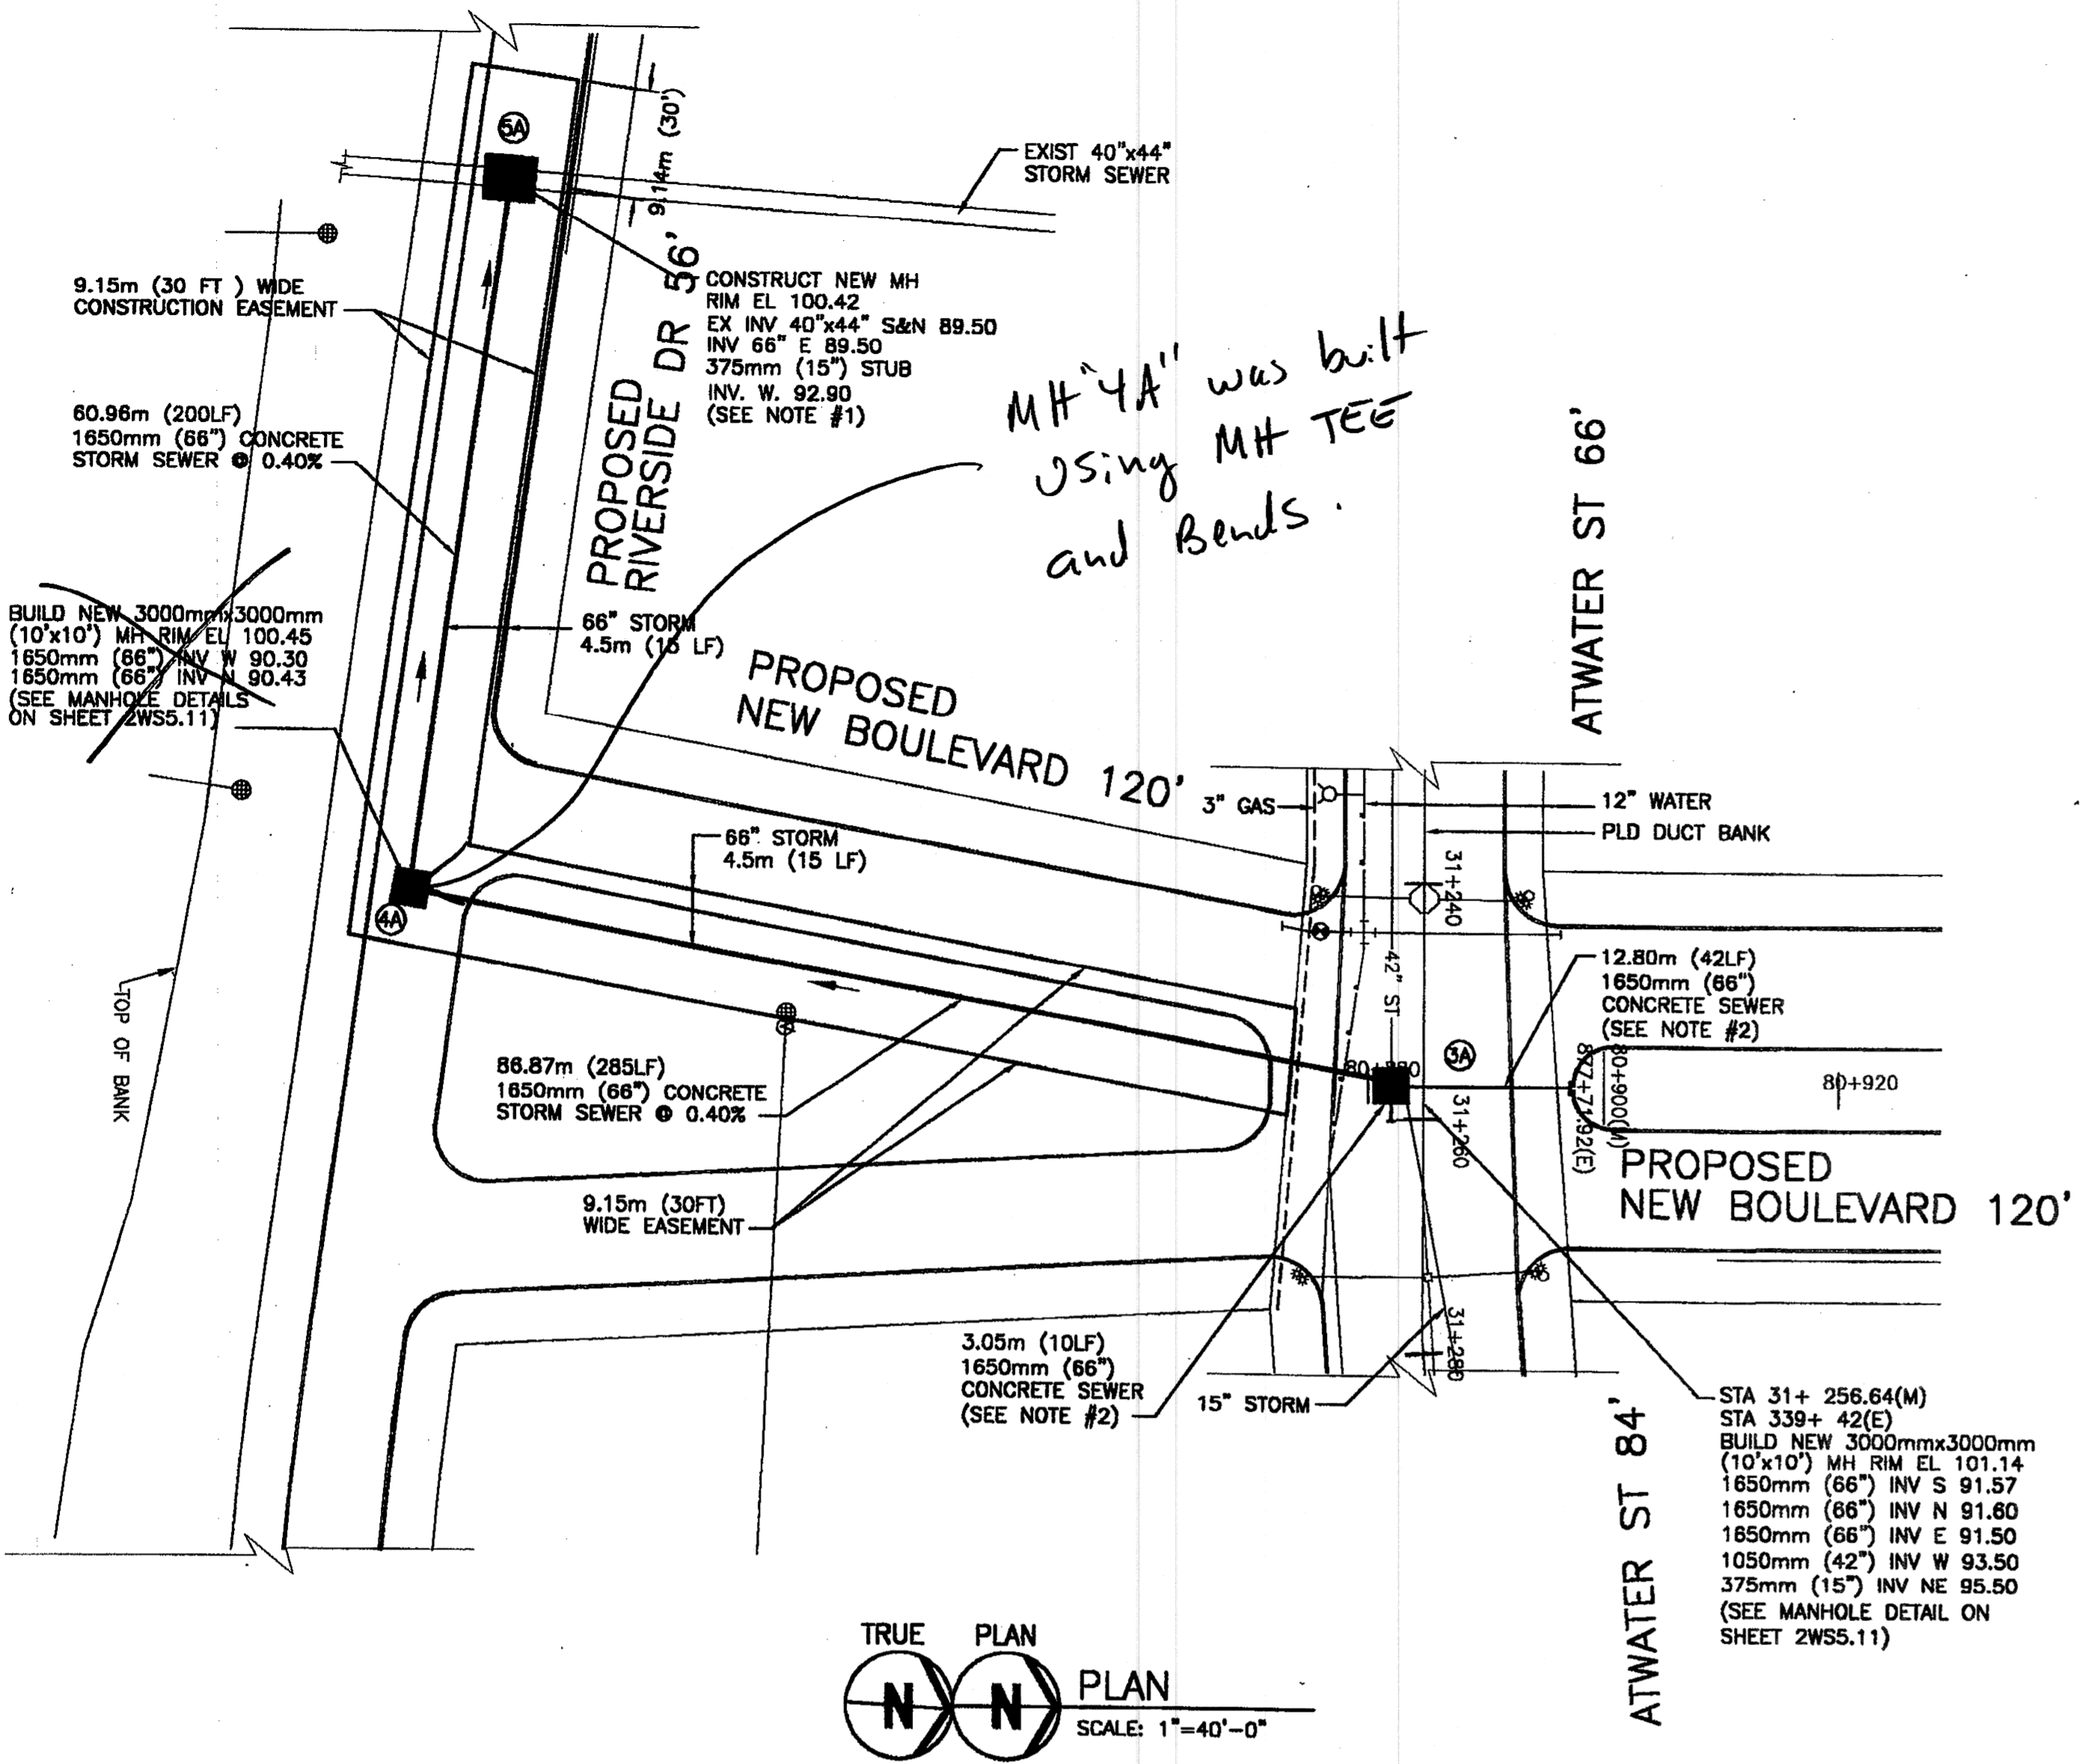 5A
9.14m (30')
EXIST 40"x44"
STORM SEWER
9.15m (30 FT ) WIDE
CONSTRUCTION EASEMENT
CONSTRUCT NEW MH
RIM EL 100.42
EX INV 40"x44" S&N 89.50
INV 66" E 89.50
375mm (15") STUB
INV. W. 92.90
(SEE NOTE #1)
PROPOSED
RIVERSIDE DR 56'
60.96m (200LF)
1650mm (66") CONCRETE
STORM SEWER @ 0.40%
MH "4A" was built
using MH TEE
and Bends.
ATWATER ST 66'
BUILD NEW 3000mmx3000mm
(10'x10') MH RIM EL 100.45
1650mm (66") INV W 90.30
1650mm (66") INV N 90.43
(SEE MANHOLE DETAILS
ON SHEET 2WS5.11)
66" STORM
4.5m (15 LF)
PROPOSED
NEW BOULEVARD 120'
3" GAS
12" WATER
PLD DUCT BANK
66" STORM
4.5m (15 LF)
31+240
4A
42" ST
12.80m (42LF)
1650mm (66")
CONCRETE SEWER
(SEE NOTE #2)
TOP OF BANK
3A
86.87m (285LF)
1650mm (66") CONCRETE
STORM SEWER @ 0.40%
31+260
877+71.92(E)
80+900(M)
80+920
PROPOSED
NEW BOULEVARD 120'
9.15m (30FT)
WIDE EASEMENT
3.05m (10LF)
1650mm (66")
CONCRETE SEWER
(SEE NOTE #2)
15" STORM
31+280
ATWATER ST 84'
STA 31+ 256.64(M)
STA 339+ 42(E)
BUILD NEW 3000mmx3000mm
(10'x10') MH RIM EL 101.14
1650mm (66") INV S 91.57
1650mm (66") INV N 91.60
1650mm (66") INV E 91.50
1050mm (42") INV W 93.50
375mm (15") INV NE 95.50
(SEE MANHOLE DETAIL ON
SHEET 2WS5.11)
TRUE PLAN
N N
PLAN
SCALE: 1"=40'-0"